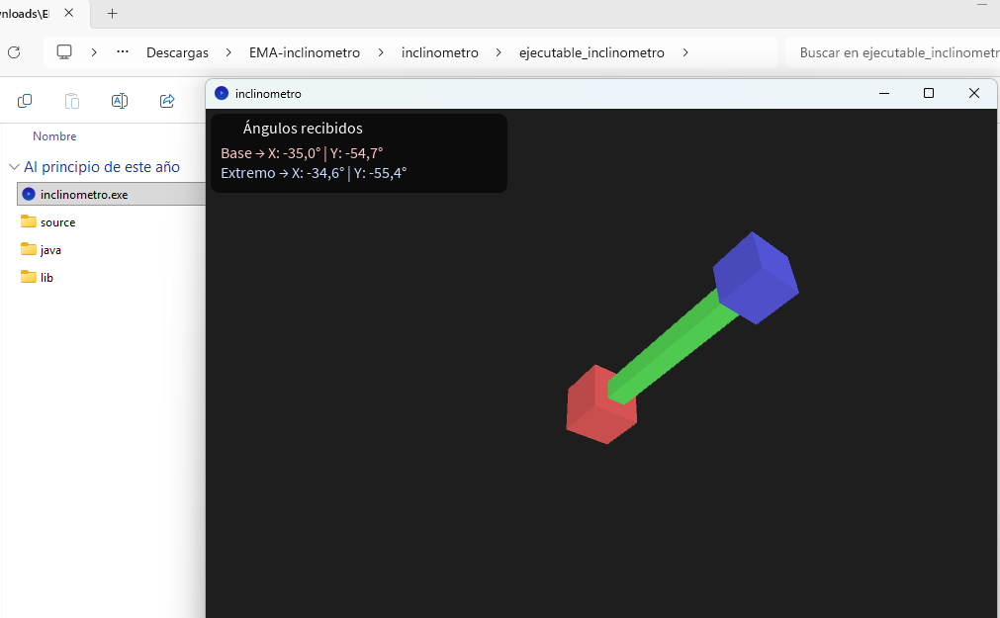 Descargas
EMA-inclinometro
inclinometro
ejecutable_inclinometro
Buscar en ejecutable_inclinometr
inclinometro
Nombre
Al principio de este año
inclinometro.exe
source
java
lib
Ángulos recibidos
Base → X: -35,0° | Y: -54,7°
Extremo → X: -34,6° | Y: -55,4°